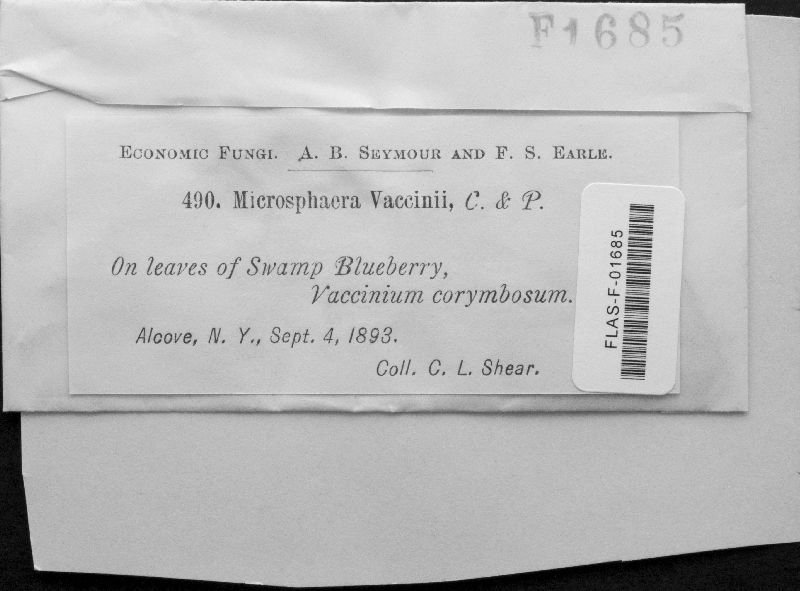 F1685
ECONOMIC FUNGI. A. B. SEYMOUR AND F. S. EARLE.
490. Microsphaera Vaccinii, C. & P.
On leaves of Swamp Blueberry,
Vaccinium corymbosum.
Alcove, N. Y., Sept. 4, 1893.
Coll. C. L. Shear.
FLAS-F-01685